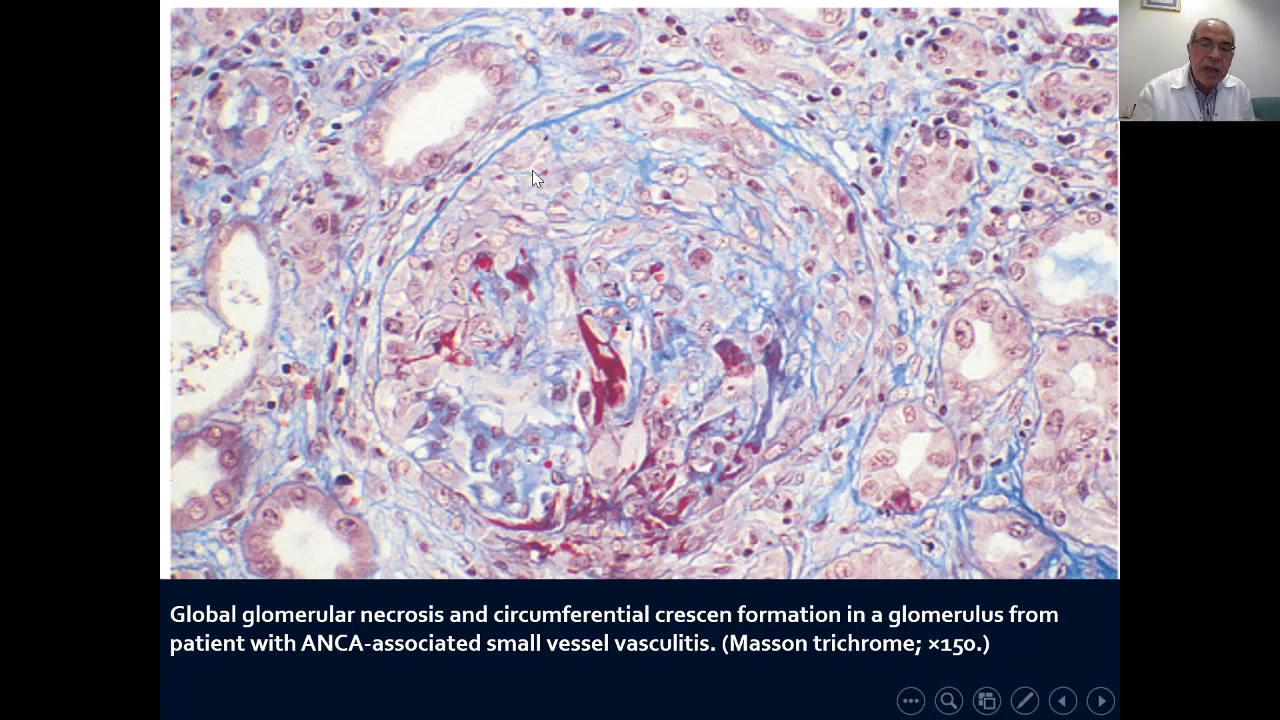 Global glomerular necrosis and circumferential crescen formation in a glomerulus from
patient with ANCA-associated small vessel vasculitis. (Masson trichrome; ×150.)